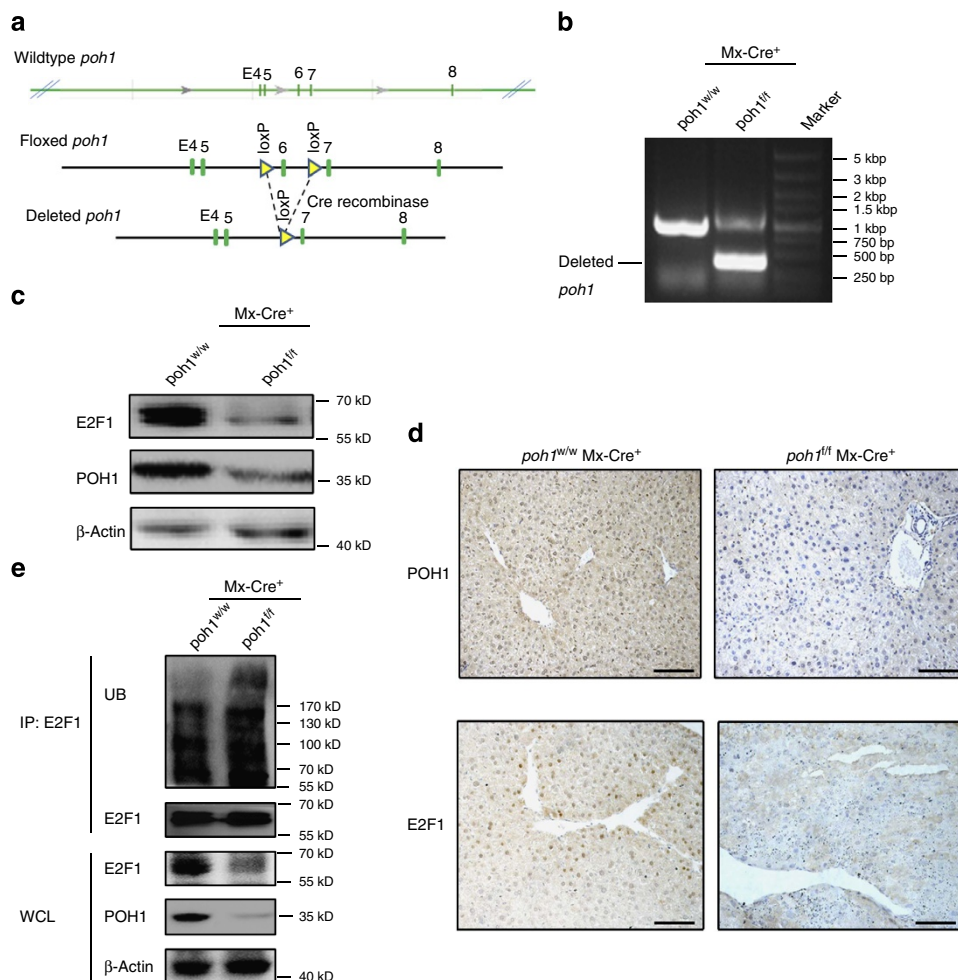 a
Wildtype poh1
E4 5 6 7 8
Floxed poh1
E4 5 loxP 6 loxP 7 8
Cre recombinase
Deleted poh1
E4 5 loxP 7 8
b
Mx-Cre⁺
poh1ʷ/ʷ poh1ᶠ/ᶠ Marker
5 kbp
3 kbp
2 kbp
1.5 kbp
1 kbp
750 bp
500 bp
250 bp
Deleted
poh1
c
Mx-Cre⁺
poh1ʷ/ʷ poh1ᶠ/ᶠ
E2F1
70 kD
55 kD
POH1
35 kD
β-Actin
40 kD
d
poh1ʷ/ʷ Mx-Cre⁺ poh1ᶠ/ᶠ Mx-Cre⁺
POH1
E2F1
e
Mx-Cre⁺
poh1ʷ/ʷ poh1ᶠ/ᶠ
IP: E2F1
UB
170 kD
130 kD
100 kD
70 kD
55 kD
E2F1
70 kD
55 kD
WCL
E2F1
70 kD
55 kD
POH1
35 kD
β-Actin
40 kD